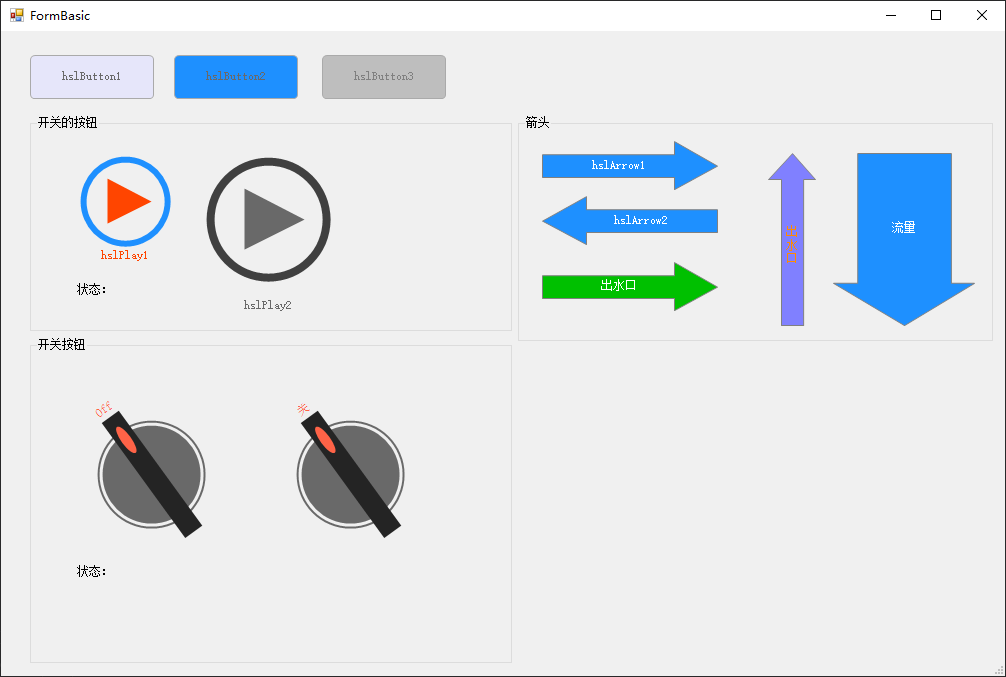 FormBasic
hslButton1
hslButton2
hslButton3
开关的按钮
hslPlay1
状态：
hslPlay2
箭头
hslArrow1
hslArrow2
出水口
出水口
流量
开关按钮
Off
关
状态：